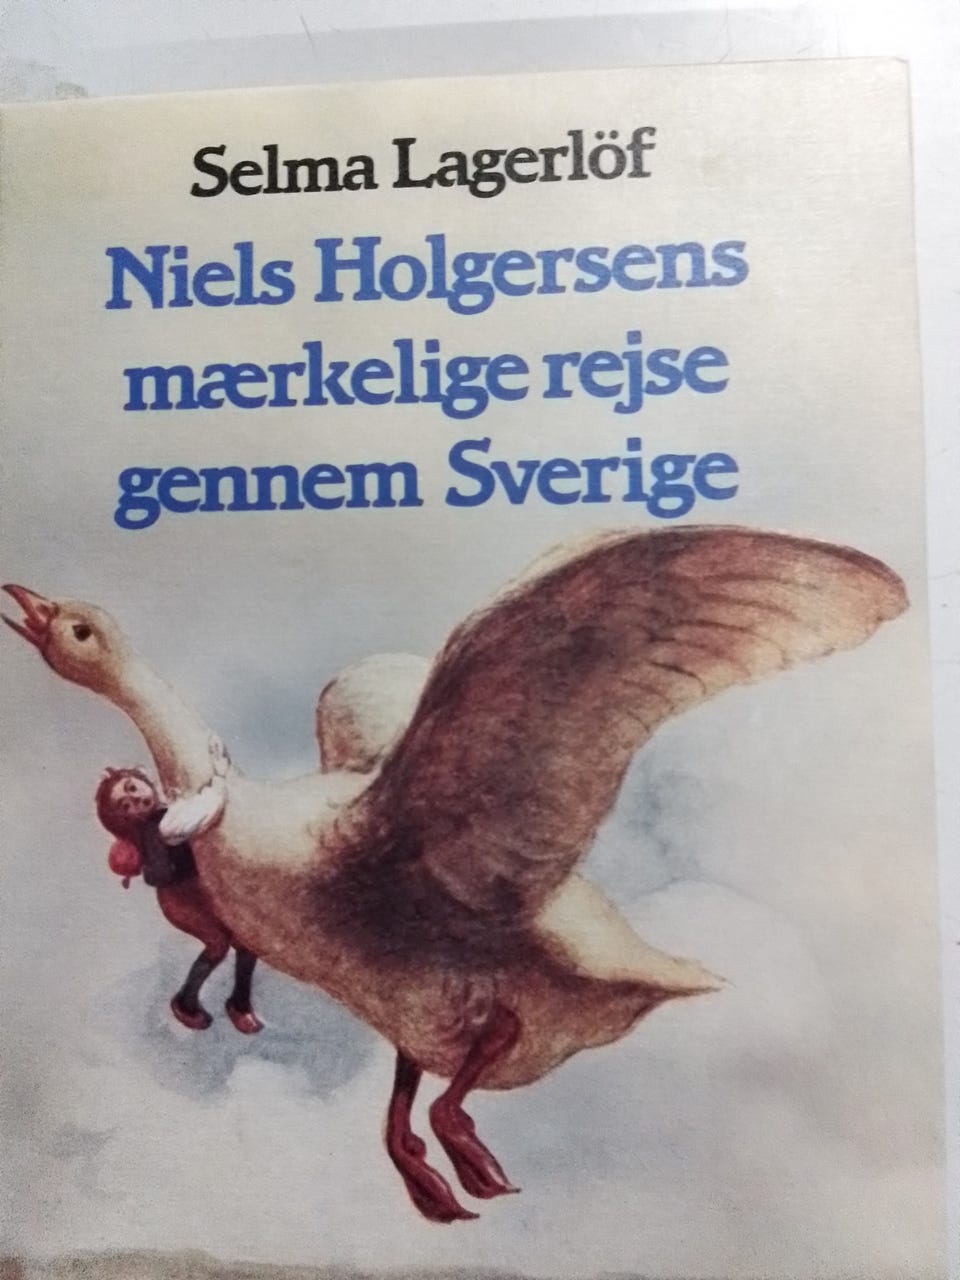 Selma Lagerlöf
Niels Holgersens
mærkelige rejse
gennem Sverige